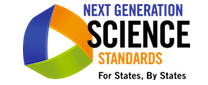 NEXT GENERATION
SCIENCE
STANDARDS
For States, By States